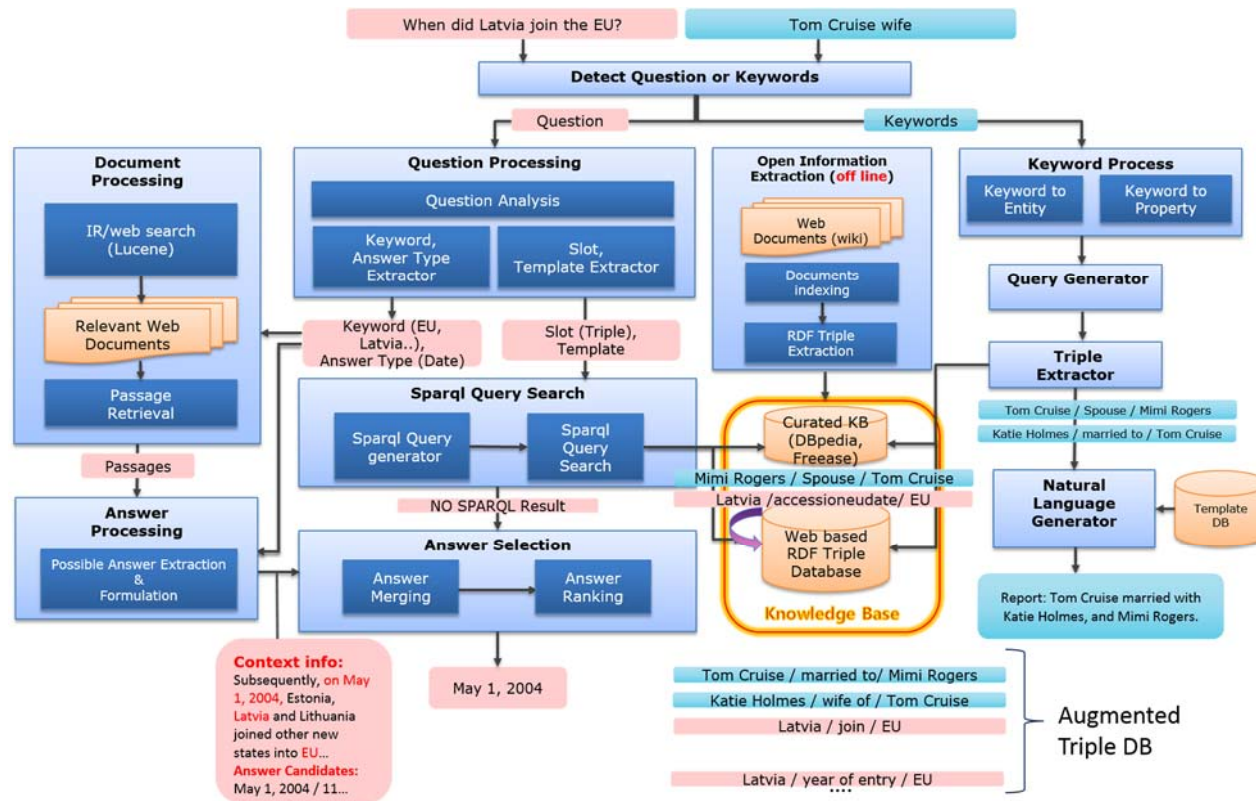 When did Latvia join the EU?
Tom Cruise wife
Detect Question or Keywords
Question
Keywords
Document
Processing
IR/web search
(Lucene)
Relevant Web
Documents
Passage
Retrieval
Passages
Answer
Processing
Possible Answer Extraction
&
Formulation
Context info:
Subsequently, on May
1, 2004, Estonia,
Latvia and Lithuania
joined other new
states into EU...
Answer Candidates:
May 1, 2004 / 11...
Question Processing
Question Analysis
Keyword,
Answer Type
Extractor
Slot,
Template Extractor
Keyword (EU,
Latvia..),
Answer Type (Date)
Slot (Triple),
Template
Sparql Query Search
Sparql Query
generator
Sparql
Query
Search
NO SPARQL Result
Answer Selection
Answer
Merging
Answer
Ranking
May 1, 2004
Open Information
Extraction (off line)
Web
Documents (wiki)
Documents
indexing
RDF Triple
Extraction
Curated KB
(DBpedia,
Freease)
Mimi Rogers / Spouse / Tom Cruise
Latvia /accessioneudate/ EU
Web based
RDF Triple
Database
Knowledge Base
Keyword Process
Keyword to
Entity
Keyword to
Property
Query Generator
Triple
Extractor
Tom Cruise / Spouse / Mimi Rogers
Katie Holmes / married to / Tom Cruise
Natural
Language
Generator
Template
DB
Report: Tom Cruise married with
Katie Holmes, and Mimi Rogers.
Tom Cruise / married to/ Mimi Rogers
Katie Holmes / wife of / Tom Cruise
Latvia / join / EU
Latvia / year of entry / EU
....
Augmented
Triple DB